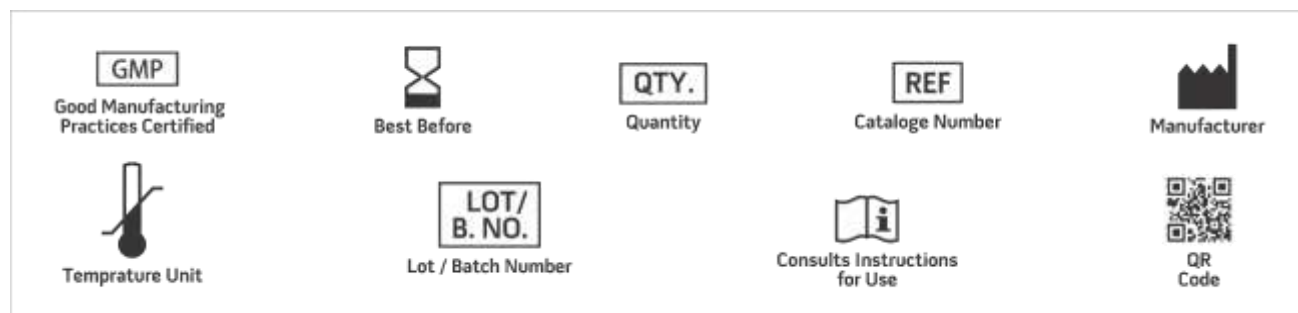 GMP
Good Manufacturing
Practices Certified
Best Before
QTY.
Quantity
REF
Cataloge Number
Manufacturer
Temprature Unit
LOT/
B. NO.
Lot / Batch Number
i
Consults Instructions
for Use
QR
Code